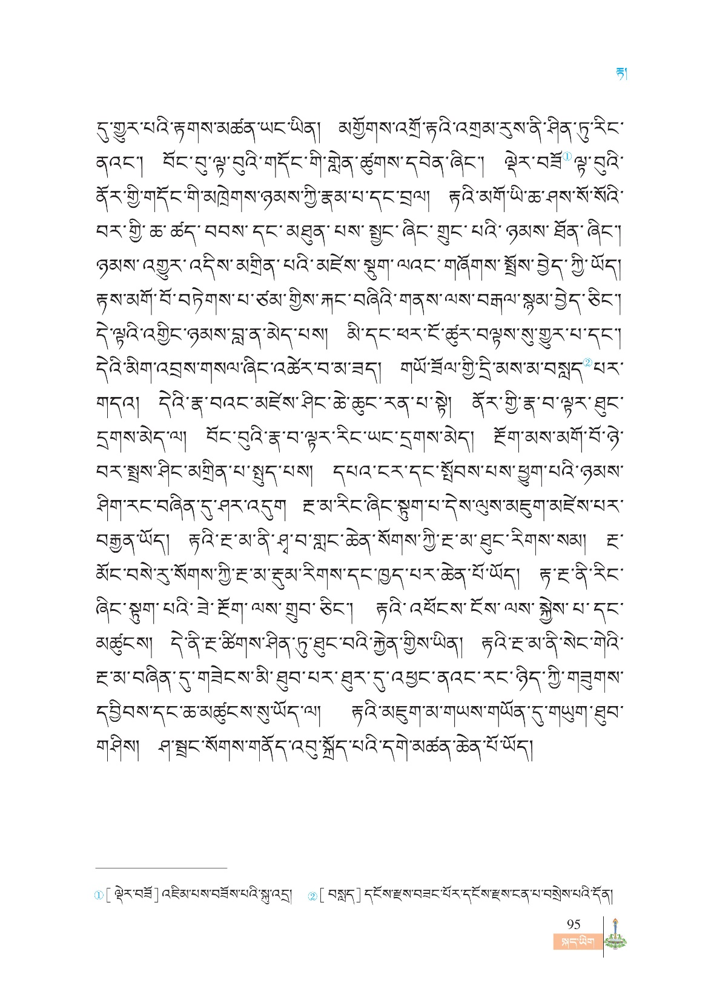 རྟ།
དུ་གྱུར་པའི་རྟགས་མཚན་ཡང་ཡིན། མགྱོགས་འགྲོ་རྟའི་འགྲམ་རུས་ནི་ཤིན་ཏུ་རིང་
ནའང་། བོང་བུ་ལྟ་བུའི་གདོང་གི་གླེན་ཚུགས་དབེན་ཞིང་། ལྡེར་བཟོ①ལྟ་བུའི་
ནོར་གྱི་གདོང་གི་མཁྲེགས་ཉམས་ཀྱི་རྣམ་པ་དང་བྲལ། རྟའི་མགོ་ཡི་ཆ་ཤས་སོ་སོའི་
བར་གྱི་ཆ་ཚད་བབས་དང་མཐུན་པས་སྤྱང་ཞིང་གྲུང་པའི་ཉམས་ཐོན་ཞིང་།
ཉམས་འགྱུར་འདིས་མགྲིན་པའི་མཛེས་སྡུག་ལའང་གཞོགས་སྤྲོས་བྱེད་ཀྱི་ཡོད།
རྟས་མགོ་བོ་བཏེགས་པ་ཙམ་གྱིས་རྐང་བཞིའི་གནས་ལས་བརྒལ་སྙམ་བྱེད་ཅིང་།
དེ་ལྟའི་འགྱིང་ཉམས་བླ་ན་མེད་པས། མི་དང་ཕར་ངོ་ཚུར་བལྟས་སུ་གྱུར་པ་དང་།
དེའི་མིག་འབྲས་གསལ་ཞིང་འཚེར་བ་མ་ཟད། གཡོ་ཟོལ་གྱི་དྲི་མས་མ་བསླད②པར་
གདའ། དེའི་རྣ་བའང་མཛེས་ཤིང་ཆེ་ཆུང་རན་པ་སྟེ། ནོར་གྱི་རྣ་བ་ལྟར་ཐུང་
དྲགས་མེད་ལ། བོང་བུའི་རྣ་བ་ལྟར་རིང་ཡང་དྲགས་མེད། རྔོག་མས་མགོ་བོ་ཉེ་
བར་སྤྲས་ཤིང་མགྲིན་པ་སྤུད་པས། དཔའ་ངར་དང་སྤོབས་པས་ཕྱུག་པའི་ཉམས་
ཤིག་རང་བཞིན་དུ་ཤར་འདུག རྔ་མ་རིང་ཞིང་སྟུག་པ་དེས་ལུས་མཇུག་མཛེས་པར་
བརྒྱན་ཡོད། རྟའི་རྔ་མ་ནི་ཤྭ་བ་གླང་ཆེན་སོགས་ཀྱི་རྔ་མ་ཐུང་རིགས་སམ། རྔ་
མོང་བསེ་རུ་སོགས་ཀྱི་རྔ་མ་རྡུམ་རིགས་དང་ཁྱད་པར་ཆེན་པོ་ཡོད། རྟ་རྔ་ནི་རིང་
ཞིང་སྟུག་པའི་ཟེ་རྔོག་ལས་གྲུབ་ཅིང་། རྟའི་འཕོངས་ངོས་ལས་སྐྱེས་པ་དང་
མཚུངས། དེ་ནི་རྔ་ཚིགས་ཤིན་ཏུ་ཐུང་བའི་རྐྱེན་གྱིས་ཡིན། རྟའི་རྔ་མ་ནི་སེང་གེའི་
རྔ་མ་བཞིན་དུ་གཟེངས་མི་ཐུབ་པར་ཐུར་དུ་འཕྱང་ནའང་རང་ཉིད་ཀྱི་གཟུགས་
དབྱིབས་དང་ཆ་མཚུངས་སུ་ཡོད་ལ། རྟའི་མཇུག་མ་གཡས་གཡོན་དུ་གཡུག་ཐུབ་
གཤིས། ཤ་སྦྲང་སོགས་གནོད་འབུ་སྐྲོད་པའི་དགེ་མཚན་ཆེན་པོ་ཡོད།
①[ ལྡེར་བཟོ ] འཇིམ་པས་བཟོས་པའི་སྐུ་འདྲ། ②[ བསླད ] དངོས་རྫས་བཟང་པོར་དངོས་རྫས་ངན་པ་བསྲེས་པའི་དོན།
95
སྐད་ཡིག